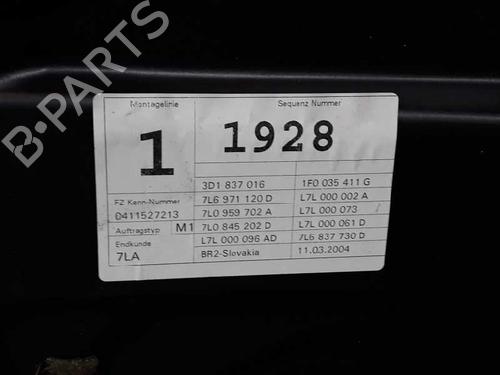 B-PARTS
Montagelinie
1
Sequenz Nummer
1928
FZ Kenn-Nummer
0411527213
Auftragstyp M1
Endkunde
7LA
3D1 837 016 1F0 035 411 G
7L6 971 120 D L7L 000 002 A
7L0 959 702 A L7L 000 073
7L0 845 202 D L7L 000 061 D
L7L 000 096 AD 7L6 837 730 D
BR2-Slovakia 11.03.2004